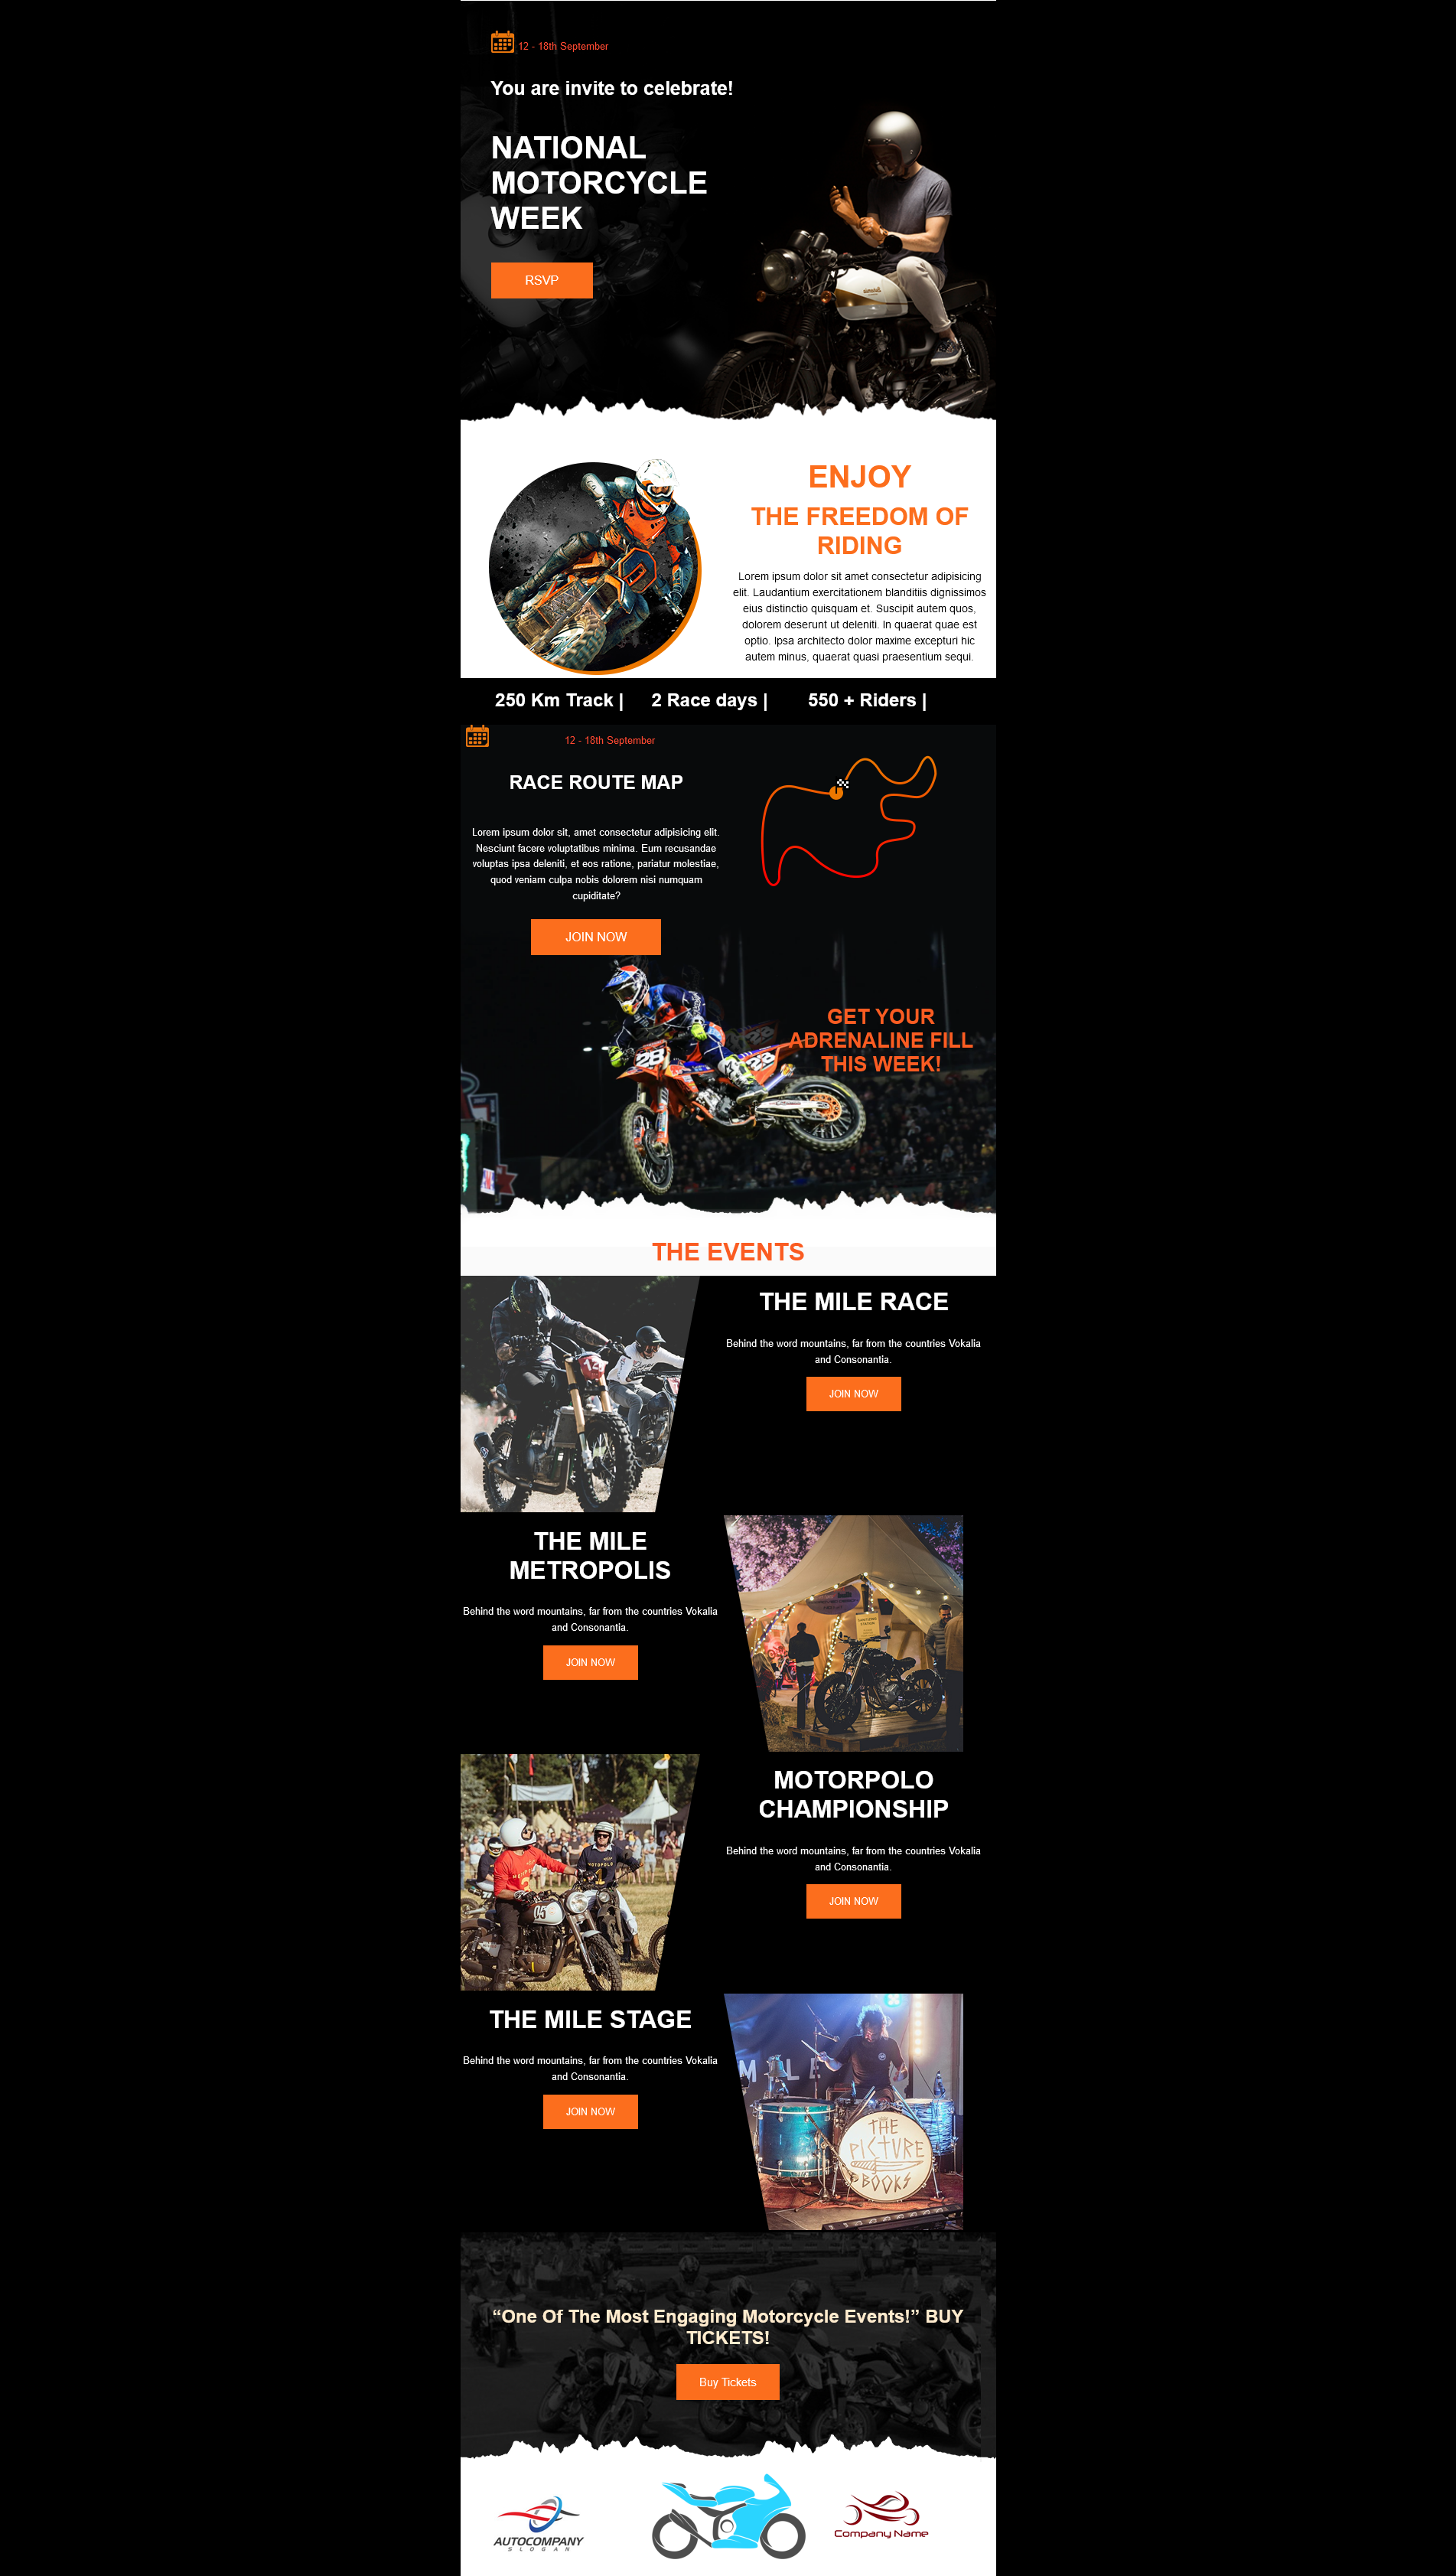 12 - 18th September
You are invite to celebrate!
NATIONAL
MOTORCYCLE
WEEK
RSVP
ENJOY
THE FREEDOM OF
RIDING
Lorem ipsum dolor sit amet consectetur adipisicing
elit. Laudantium exercitationem blanditiis dignissimos
eius distinctio quisquam et. Suscipit autem quos,
dolorem deserunt ut deleniti. In quaerat quae est
optio. Ipsa architecto dolor maxime excepturi hic
autem minus, quaerat quasi praesentium sequi.
250 Km Track | 2 Race days | 550 + Riders |
12 - 18th September
RACE ROUTE MAP
Lorem ipsum dolor sit, amet consectetur adipisicing elit.
Nesciunt facere voluptatibus minima. Eum recusandae
voluptas ipsa deleniti, et eos ratione, pariatur molestiae,
quod veniam culpa nobis dolorem nisi numquam
cupiditate?
JOIN NOW
GET YOUR
ADRENALINE FILL
THIS WEEK!
28
23
THE EVENTS
THE MILE RACE
Behind the word mountains, far from the countries Vokalia
and Consonantia.
JOIN NOW
THE MILE
METROPOLIS
Behind the word mountains, far from the countries Vokalia
and Consonantia.
JOIN NOW
MOTORPOLO
CHAMPIONSHIP
Behind the word mountains, far from the countries Vokalia
and Consonantia.
JOIN NOW
MOTOPOLO
1
05
THE MILE STAGE
Behind the word mountains, far from the countries Vokalia
and Consonantia.
JOIN NOW
MILE
THE
PICTURE
BOOKS
“One Of The Most Engaging Motorcycle Events!” BUY
TICKETS!
Buy Tickets
AUTOCOMPANY
SLOGAN
Company Name